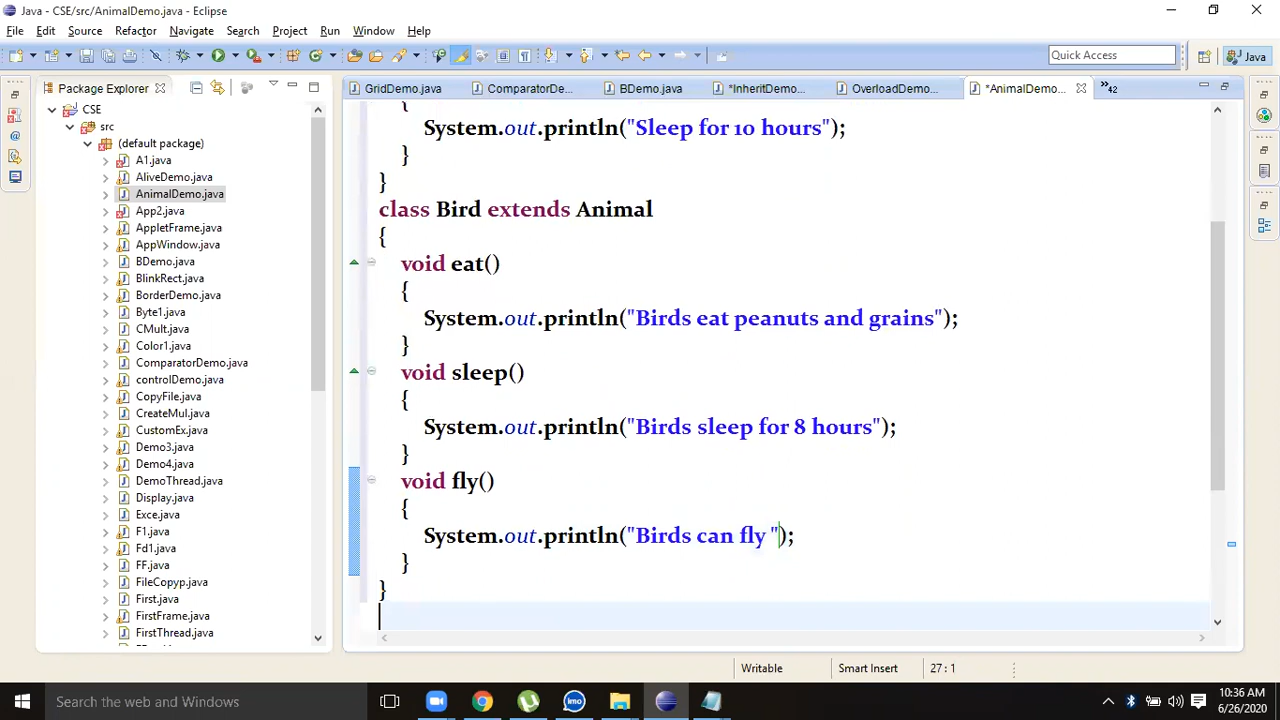 Java - CSE/src/AnimalDemo.java - Eclipse
File Edit Source Refactor Navigate Search Project Run Window Help
Quick Access
Java
Package Explorer
GridDemo.java
ComparatorDe...
BDemo.java
*InheritDemo...
OverloadDemo...
*AnimalDemo...
»42
CSE
src
(default package)
A1.java
AliveDemo.java
AnimalDemo.java
App2.java
AppletFrame.java
AppWindow.java
BDemo.java
BlinkRect.java
BorderDemo.java
Byte1.java
CMult.java
Color1.java
ComparatorDemo.java
controlDemo.java
CopyFile.java
CreateMul.java
CustomEx.java
Demo3.java
Demo4.java
DemoThread.java
Display.java
Exce.java
F1.java
Fd1.java
FF.java
FileCopyp.java
First.java
FirstFrame.java
FirstThread.java
{
System.out.println("Sleep for 10 hours");
}
}
class Bird extends Animal
{
void eat()
{
System.out.println("Birds eat peanuts and grains");
}
void sleep()
{
System.out.println("Birds sleep for 8 hours");
}
void fly()
{
System.out.println("Birds can fly ");
}
}
Writable
Smart Insert
27 : 1
Search the web and Windows
imo
10:36 AM
6/26/2020